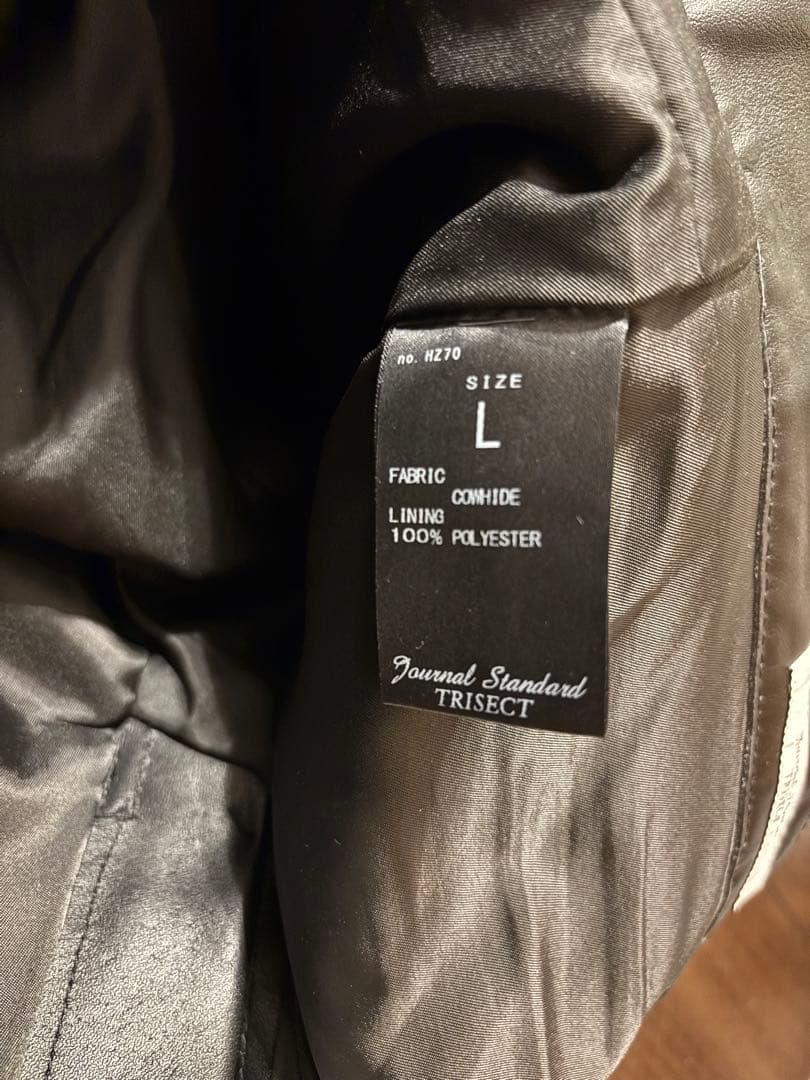 no. HZ70
SIZE
L
FABRIC
COWHIDE
LINING
100% POLYESTER
Journal Standard
TRISECT